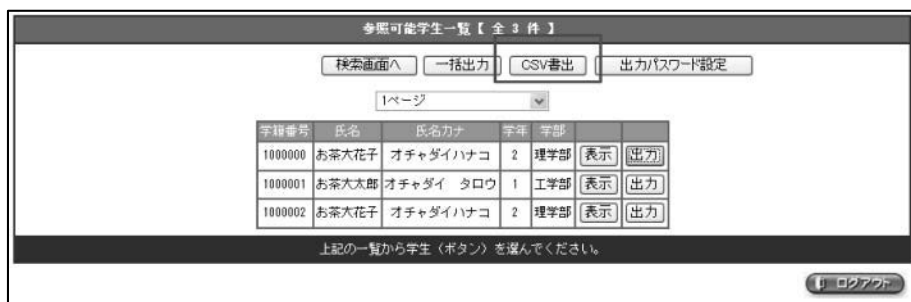 参照可能学生一覧【 全 3 件 】
検索画面へ 一括出力 CSV書出 出力パスワード設定
1ページ
学籍番号 氏名 氏名カナ 学年 学部
1000000 お茶大花子 オチャダイハナコ 2 理学部 表示 出力
1000001 お茶大太郎 オチャダイ タロウ 1 工学部 表示 出力
1000002 お茶大花子 オチャダイハナコ 2 理学部 表示 出力
上記の一覧から学生（ボタン）を選んでください。
ログアウト